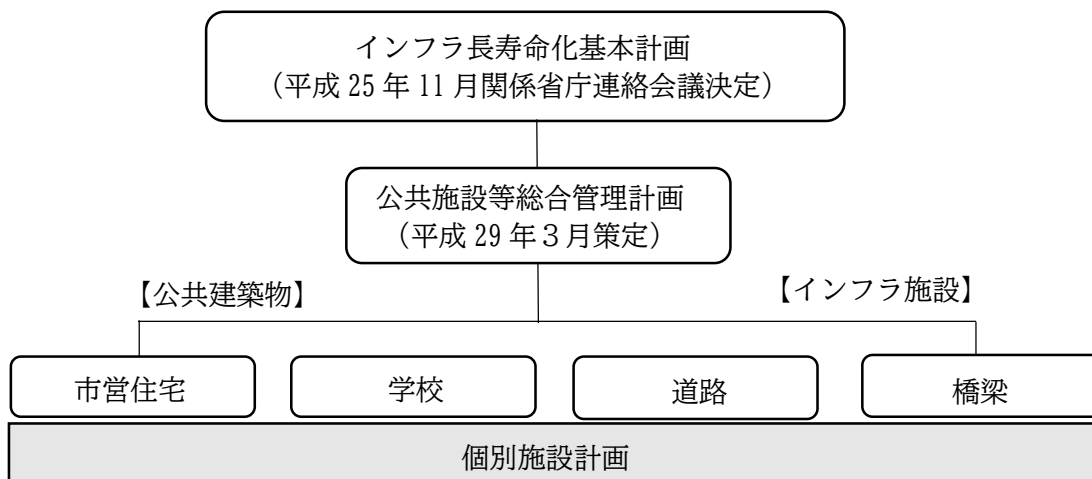 インフラ長寿命化基本計画
（平成 25 年 11 月関係省庁連絡会議決定）
公共施設等総合管理計画
（平成 29 年３月策定）
【公共建築物】
【インフラ施設】
市営住宅
学校
道路
橋梁
個別施設計画